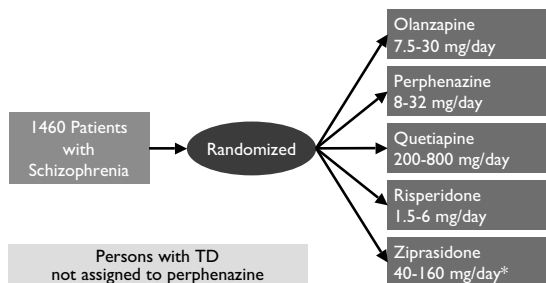 Olanzapine
7.5-30 mg/day
Perphenazine
8-32 mg/day
1460 Patients
with
Schizophrenia
Randomized
Quetiapine
200-800 mg/day
Risperidone
1.5-6 mg/day
Persons with TD
not assigned to perphenazine
Ziprasidone
40-160 mg/day*